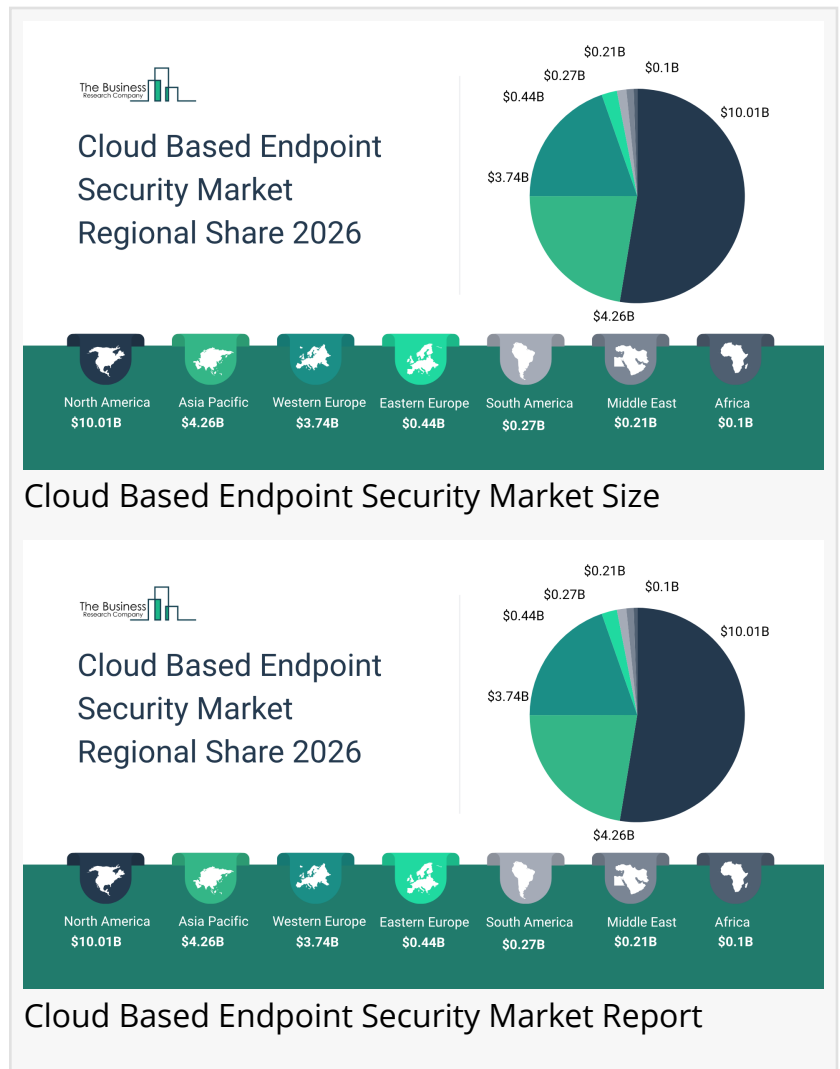 The Business
Research Company
Cloud Based Endpoint
Security Market
Regional Share 2026
$0.21B
$0.1B
$0.27B
$0.44B
$10.01B
$3.74B
$4.26B
North America
Asia Pacific
Western Europe
Eastern Europe
South America
Middle East
Africa
$10.01B
$4.26B
$3.74B
$0.44B
$0.27B
$0.21B
$0.1B
Cloud Based Endpoint Security Market Size
The Business
Research Company
Cloud Based Endpoint
Security Market
Regional Share 2026
$0.21B
$0.1B
$0.27B
$0.44B
$10.01B
$3.74B
$4.26B
North America
Asia Pacific
Western Europe
Eastern Europe
South America
Middle East
Africa
$10.01B
$4.26B
$3.74B
$0.44B
$0.27B
$0.21B
$0.1B
Cloud Based Endpoint Security Market Report